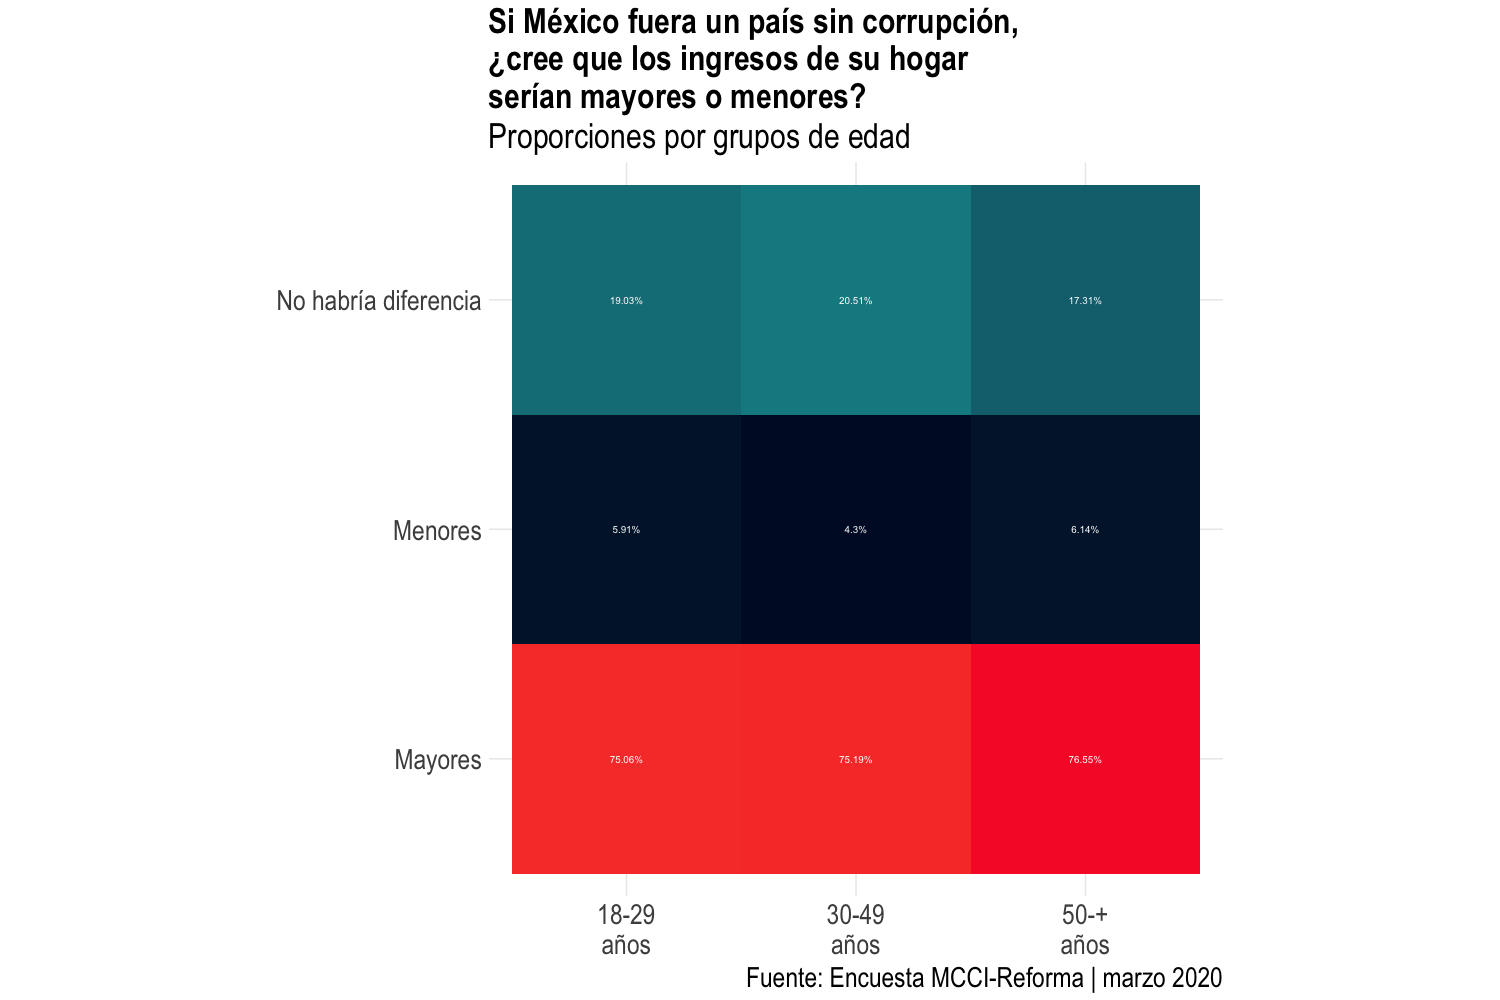 Si México fuera un país sin corrupción,
¿cree que los ingresos de su hogar
serían mayores o menores?
Proporciones por grupos de edad
No habría diferencia
19.03%
20.51%
17.31%
Menores
5.91%
4.3%
6.14%
Mayores
75.06%
75.19%
76.55%
18-29
años
30-49
años
50-+
años
Fuente: Encuesta MCCI-Reforma | marzo 2020